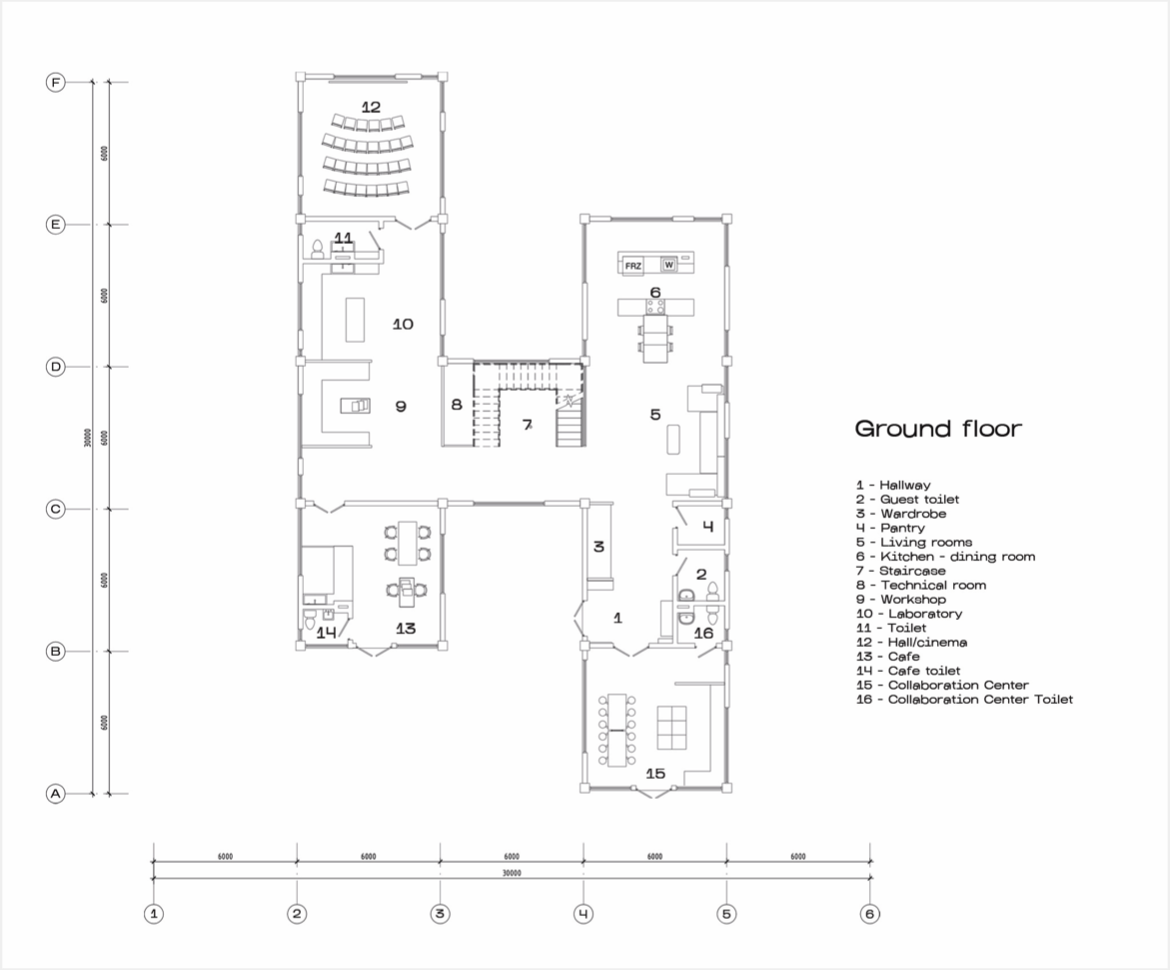 F
12
6000
E
11
FRZ
W
6
6000
10
D
9
8
7
5
30000
6000
Ground floor
C
4
3
2
6000
1
14
13
16
B
6000
15
A
1 - Hallway
2 - Guest toilet
3 - Wardrobe
4 - Pantry
5 - Living rooms
6 - Kitchen - dining room
7 - Staircase
8 - Technical room
9 - Workshop
10 - Laboratory
11 - Toilet
12 - Hall/cinema
13 - Cafe
14 - Cafe toilet
15 - Collaboration Center
16 - Collaboration Center Toilet
6000 6000 6000 6000 6000
30000
1 2 3 4 5 6